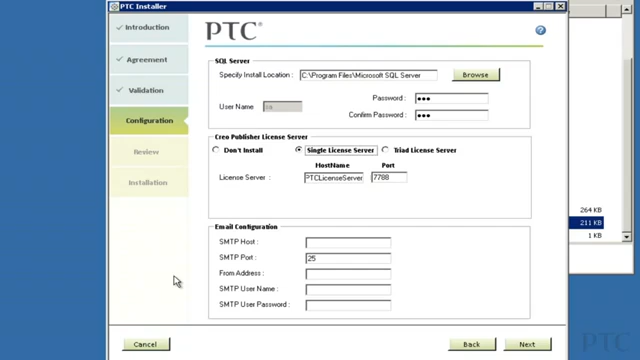 PTC Installer
Introduction
Agreement
Validation
Configuration
Review
Installation
PTC
SQL Server
Specify Install Location : C:\Program Files\Microsoft SQL Server Browse
User Name sa
Password :
Confirm Password :
Creo Publisher License Server
Don't Install Single License Server Triad License Server
HostName Port
License Server : PTCLicenseServer 7788
Email Configuration
SMTP Host :
SMTP Port : 25
From Address :
SMTP User Name :
SMTP User Password :
Cancel Back Next
264 KB
211 KB
1 KB
PTC